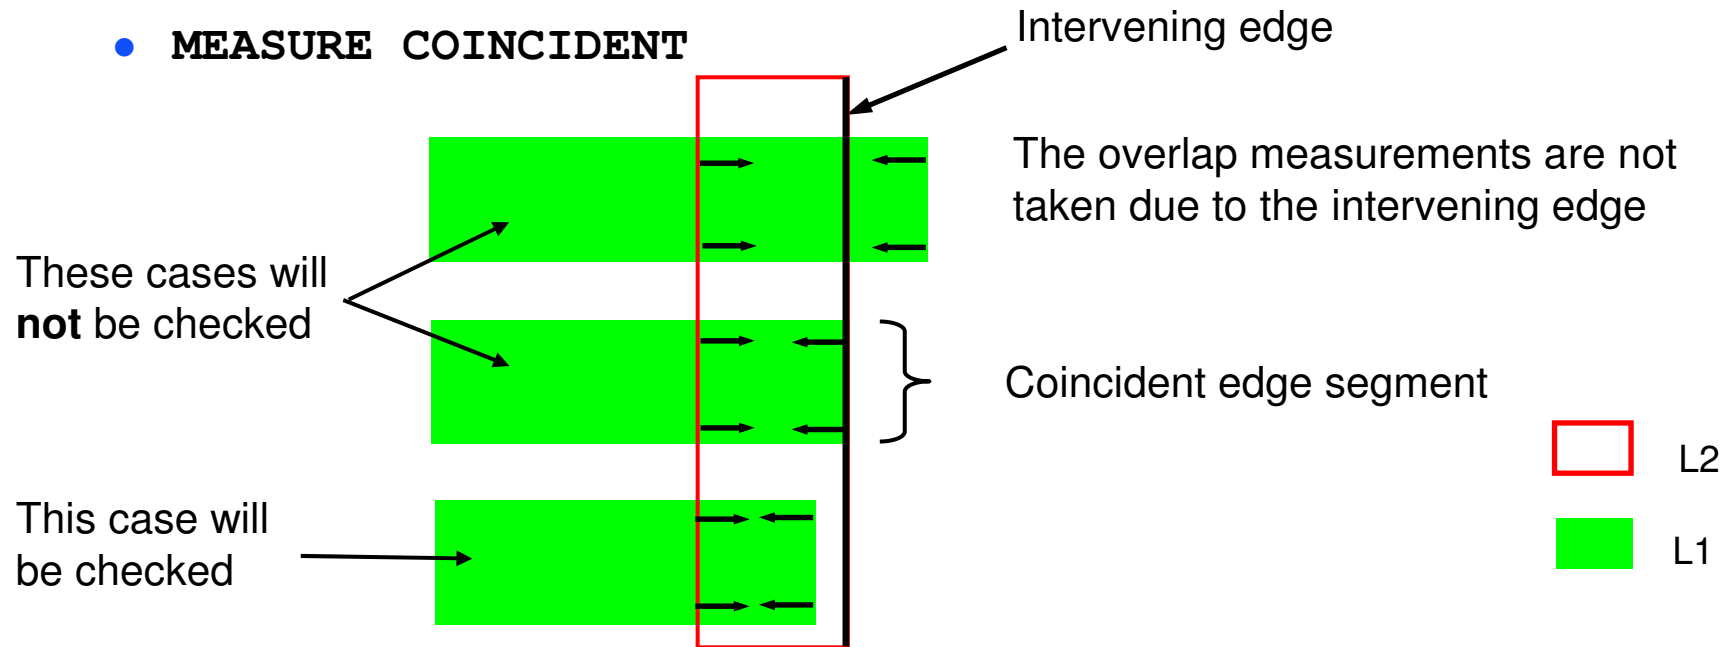 • MEASURE COINCIDENT
Intervening edge
The overlap measurements are not
taken due to the intervening edge
These cases will
not be checked
Coincident edge segment
L2
This case will
be checked
L1